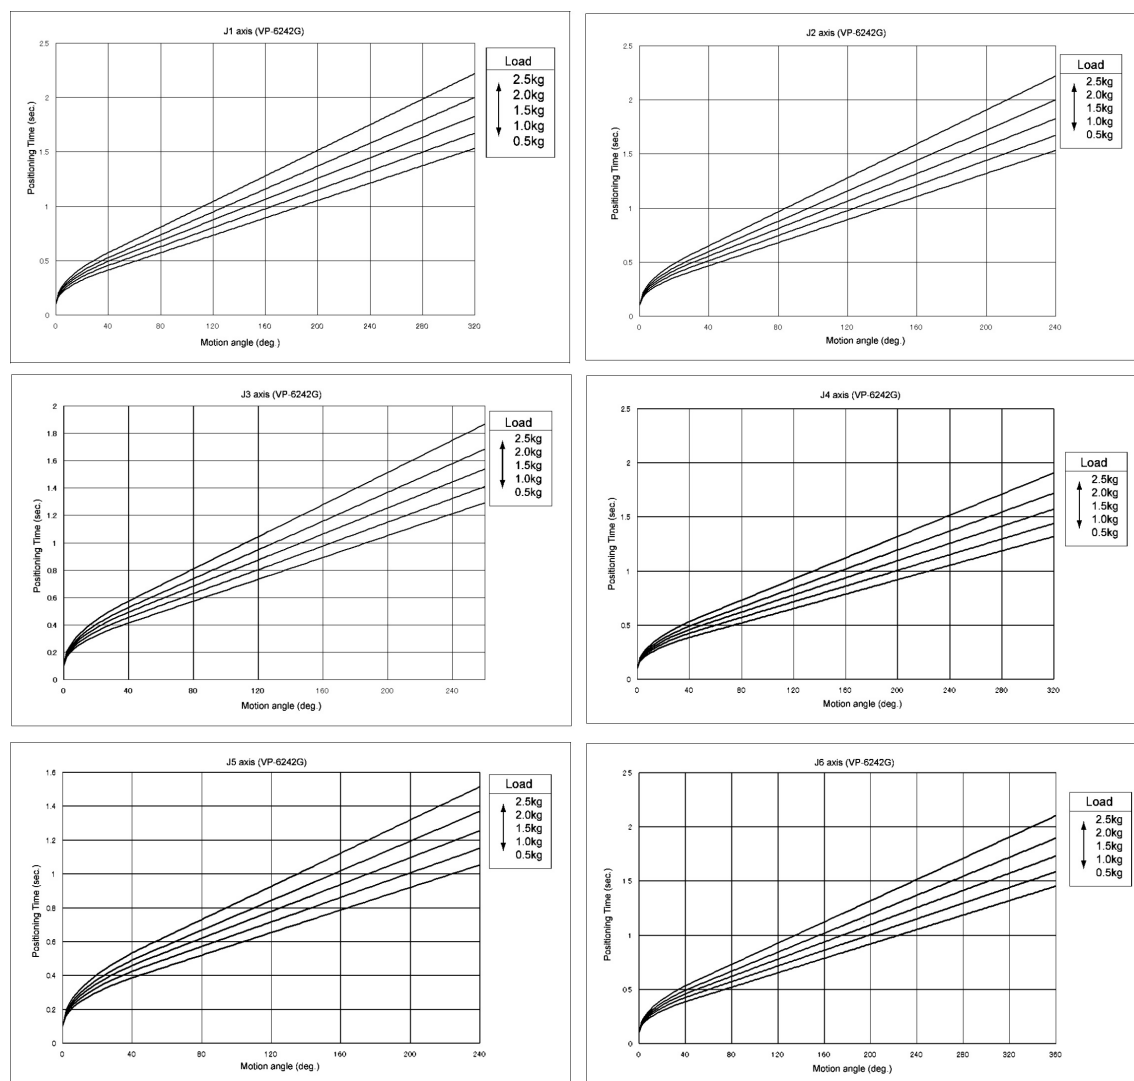 J1 axis (VP-6242G)
2.5
2
1.5
1
0.5
0
0 40 80 120 160 200 240 280 320
Positioning Time (sec.)
Motion angle (deg.)
Load
2.5kg
2.0kg
1.5kg
1.0kg
0.5kg
J2 axis (VP-6242G)
2.5
2
1.5
1
0.5
0
0 40 80 120 160 200 240
Positioning Time (sec.)
Motion angle (deg.)
Load
2.5kg
2.0kg
1.5kg
1.0kg
0.5kg
J3 axis (VP-6242G)
2
1.8
1.6
1.4
1.2
1
0.8
0.6
0.4
0.2
0
0 40 80 120 160 200 240
Positioning Time (sec.)
Motion angle (deg.)
Load
2.5kg
2.0kg
1.5kg
1.0kg
0.5kg
J4 axis (VP-6242G)
2.5
2
1.5
1
0.5
0
0 40 80 120 160 200 240 280 320
Positioning Time (sec.)
Motion angle (deg.)
Load
2.5kg
2.0kg
1.5kg
1.0kg
0.5kg
J5 axis (VP-6242G)
1.6
1.4
1.2
1
0.8
0.6
0.4
0.2
0
0 40 80 120 160 200 240
Positioning Time (sec.)
Motion angle (deg.)
Load
2.5kg
2.0kg
1.5kg
1.0kg
0.5kg
J6 axis (VP-6242G)
2.5
2
1.5
1
0.5
0
0 40 80 120 160 200 240 280 320 360
Positioning Time (sec.)
Motion angle (deg.)
Load
2.5kg
2.0kg
1.5kg
1.0kg
0.5kg